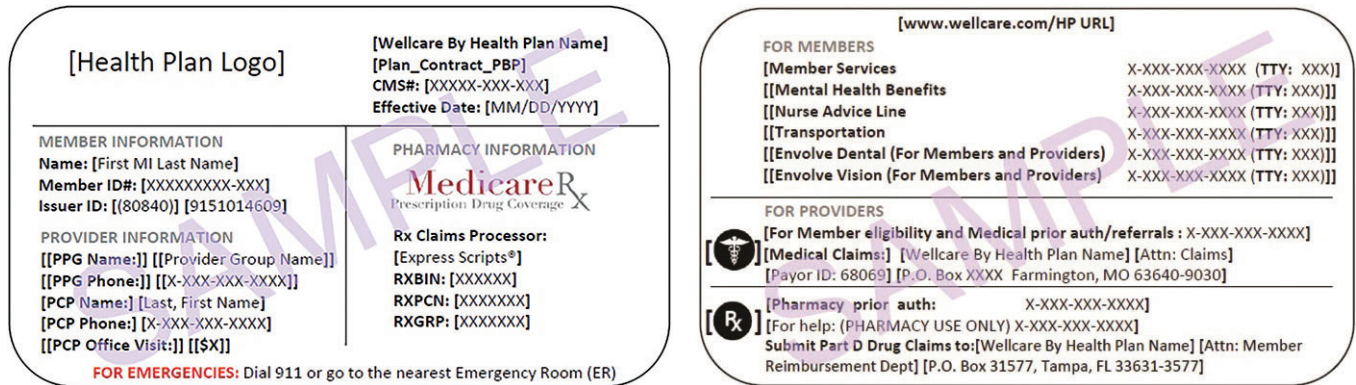 [Health Plan Logo]
[Wellcare By Health Plan Name]
[Plan_Contract_PBP]
CMS#: [XXXXX-XXX-XXX]
Effective Date: [MM/DD/YYYY]
MEMBER INFORMATION
Name: [First MI Last Name]
Member ID#: [XXXXXXXXX-XXX]
Issuer ID: [(80840)] [9151014609]
PROVIDER INFORMATION
[[PPG Name:]] [[Provider Group Name]]
[[PPG Phone:]] [[X-XXX-XXX-XXXX]]
[PCP Name:] [Last, First Name]
[PCP Phone:] [X-XXX-XXX-XXXX]
[[PCP Office Visit:]] [[$X]]
PHARMACY INFORMATION
MedicareRx
Prescription Drug Coverage
Rx Claims Processor:
[Express Scripts®]
RXBIN: [XXXXXX]
RXPCN: [XXXXXXX]
RXGRP: [XXXXXXX]
FOR EMERGENCIES: Dial 911 or go to the nearest Emergency Room (ER)
SAMPLE
[www.wellcare.com/HP URL]
FOR MEMBERS
[Member Services X-XXX-XXX-XXXX (TTY: XXX)]
[[Mental Health Benefits X-XXX-XXX-XXXX (TTY: XXX)]]
[[Nurse Advice Line X-XXX-XXX-XXXX (TTY: XXX)]]
[[Transportation X-XXX-XXX-XXXX (TTY: XXX)]]
[[Envolve Dental (For Members and Providers) X-XXX-XXX-XXXX (TTY: XXX)]]
[[Envolve Vision (For Members and Providers) X-XXX-XXX-XXXX (TTY: XXX)]]
FOR PROVIDERS
[For Member eligibility and Medical prior auth/referrals : X-XXX-XXX-XXXX]
[Medical Claims:] [Wellcare By Health Plan Name] [Attn: Claims]
[Payor ID: 68069] [P.O. Box XXXX Farmington, MO 63640-9030]
[Rx]
[Pharmacy prior auth: X-XXX-XXX-XXXX]
[For help: (PHARMACY USE ONLY) X-XXX-XXX-XXXX]
Submit Part D Drug Claims to:[Wellcare By Health Plan Name] [Attn: Member
Reimbursement Dept] [P.O. Box 31577, Tampa, FL 33631-3577]
SAMPLE